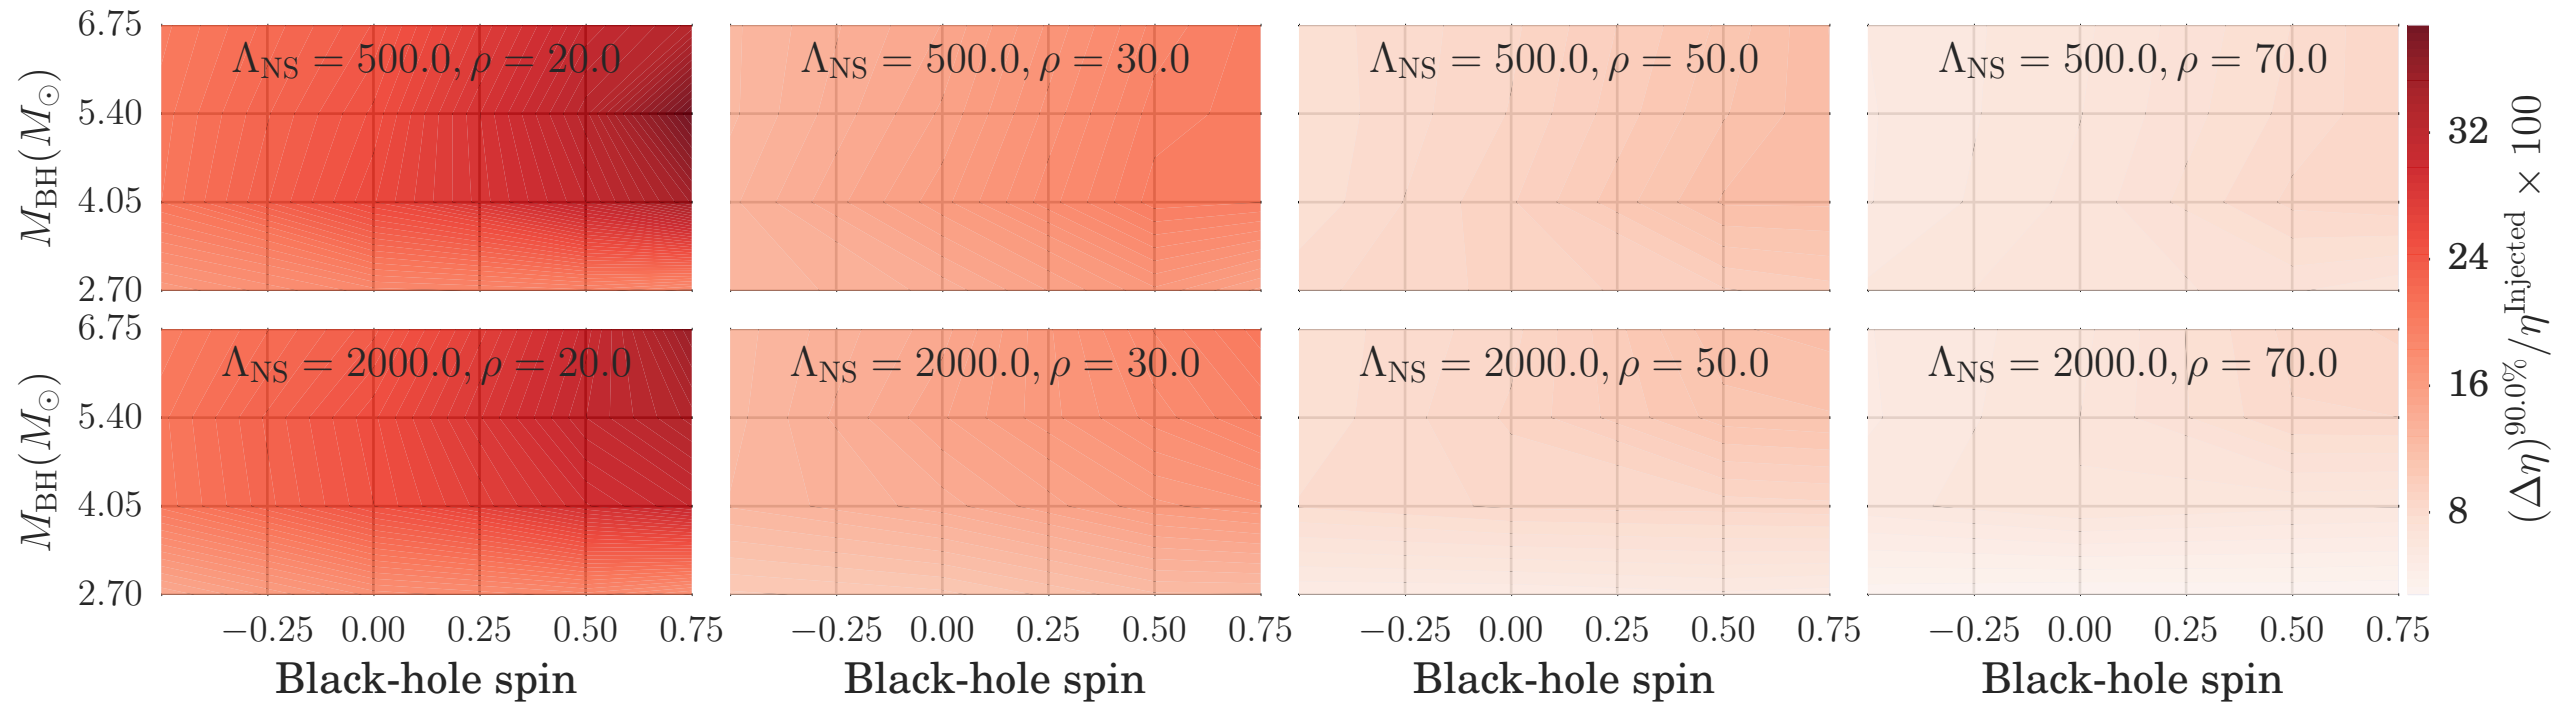 6.75
5.40
4.05
2.70
M_BH(M_⊙)
Λ_NS = 500.0, ρ = 20.0
Λ_NS = 500.0, ρ = 30.0
Λ_NS = 500.0, ρ = 50.0
Λ_NS = 500.0, ρ = 70.0
6.75
5.40
4.05
2.70
M_BH(M_⊙)
Λ_NS = 2000.0, ρ = 20.0
Λ_NS = 2000.0, ρ = 30.0
Λ_NS = 2000.0, ρ = 50.0
Λ_NS = 2000.0, ρ = 70.0
−0.25 0.00 0.25 0.50 0.75
−0.25 0.00 0.25 0.50 0.75
−0.25 0.00 0.25 0.50 0.75
−0.25 0.00 0.25 0.50 0.75
Black-hole spin
Black-hole spin
Black-hole spin
Black-hole spin
32
24
16
8
(Δη)^90.0%/η^Injected × 100